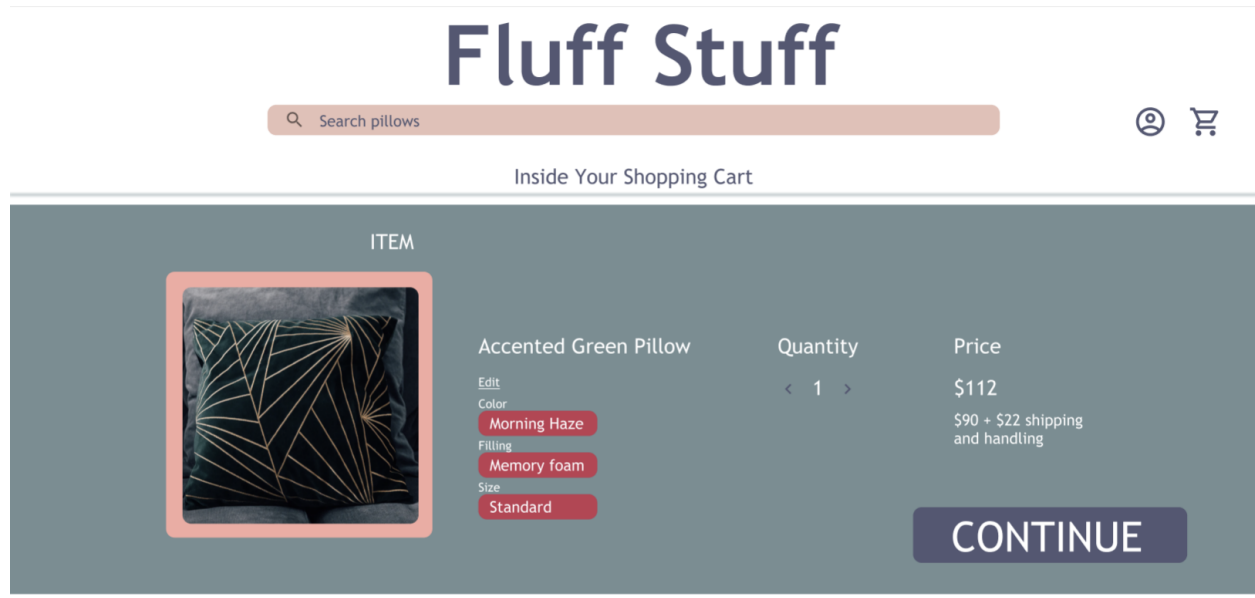 Fluff Stuff
Search pillows
Inside Your Shopping Cart
ITEM
Accented Green Pillow
Edit
Color
Morning Haze
Filling
Memory foam
Size
Standard
Quantity
< 1 >
Price
$112
$90 + $22 shipping
and handling
CONTINUE